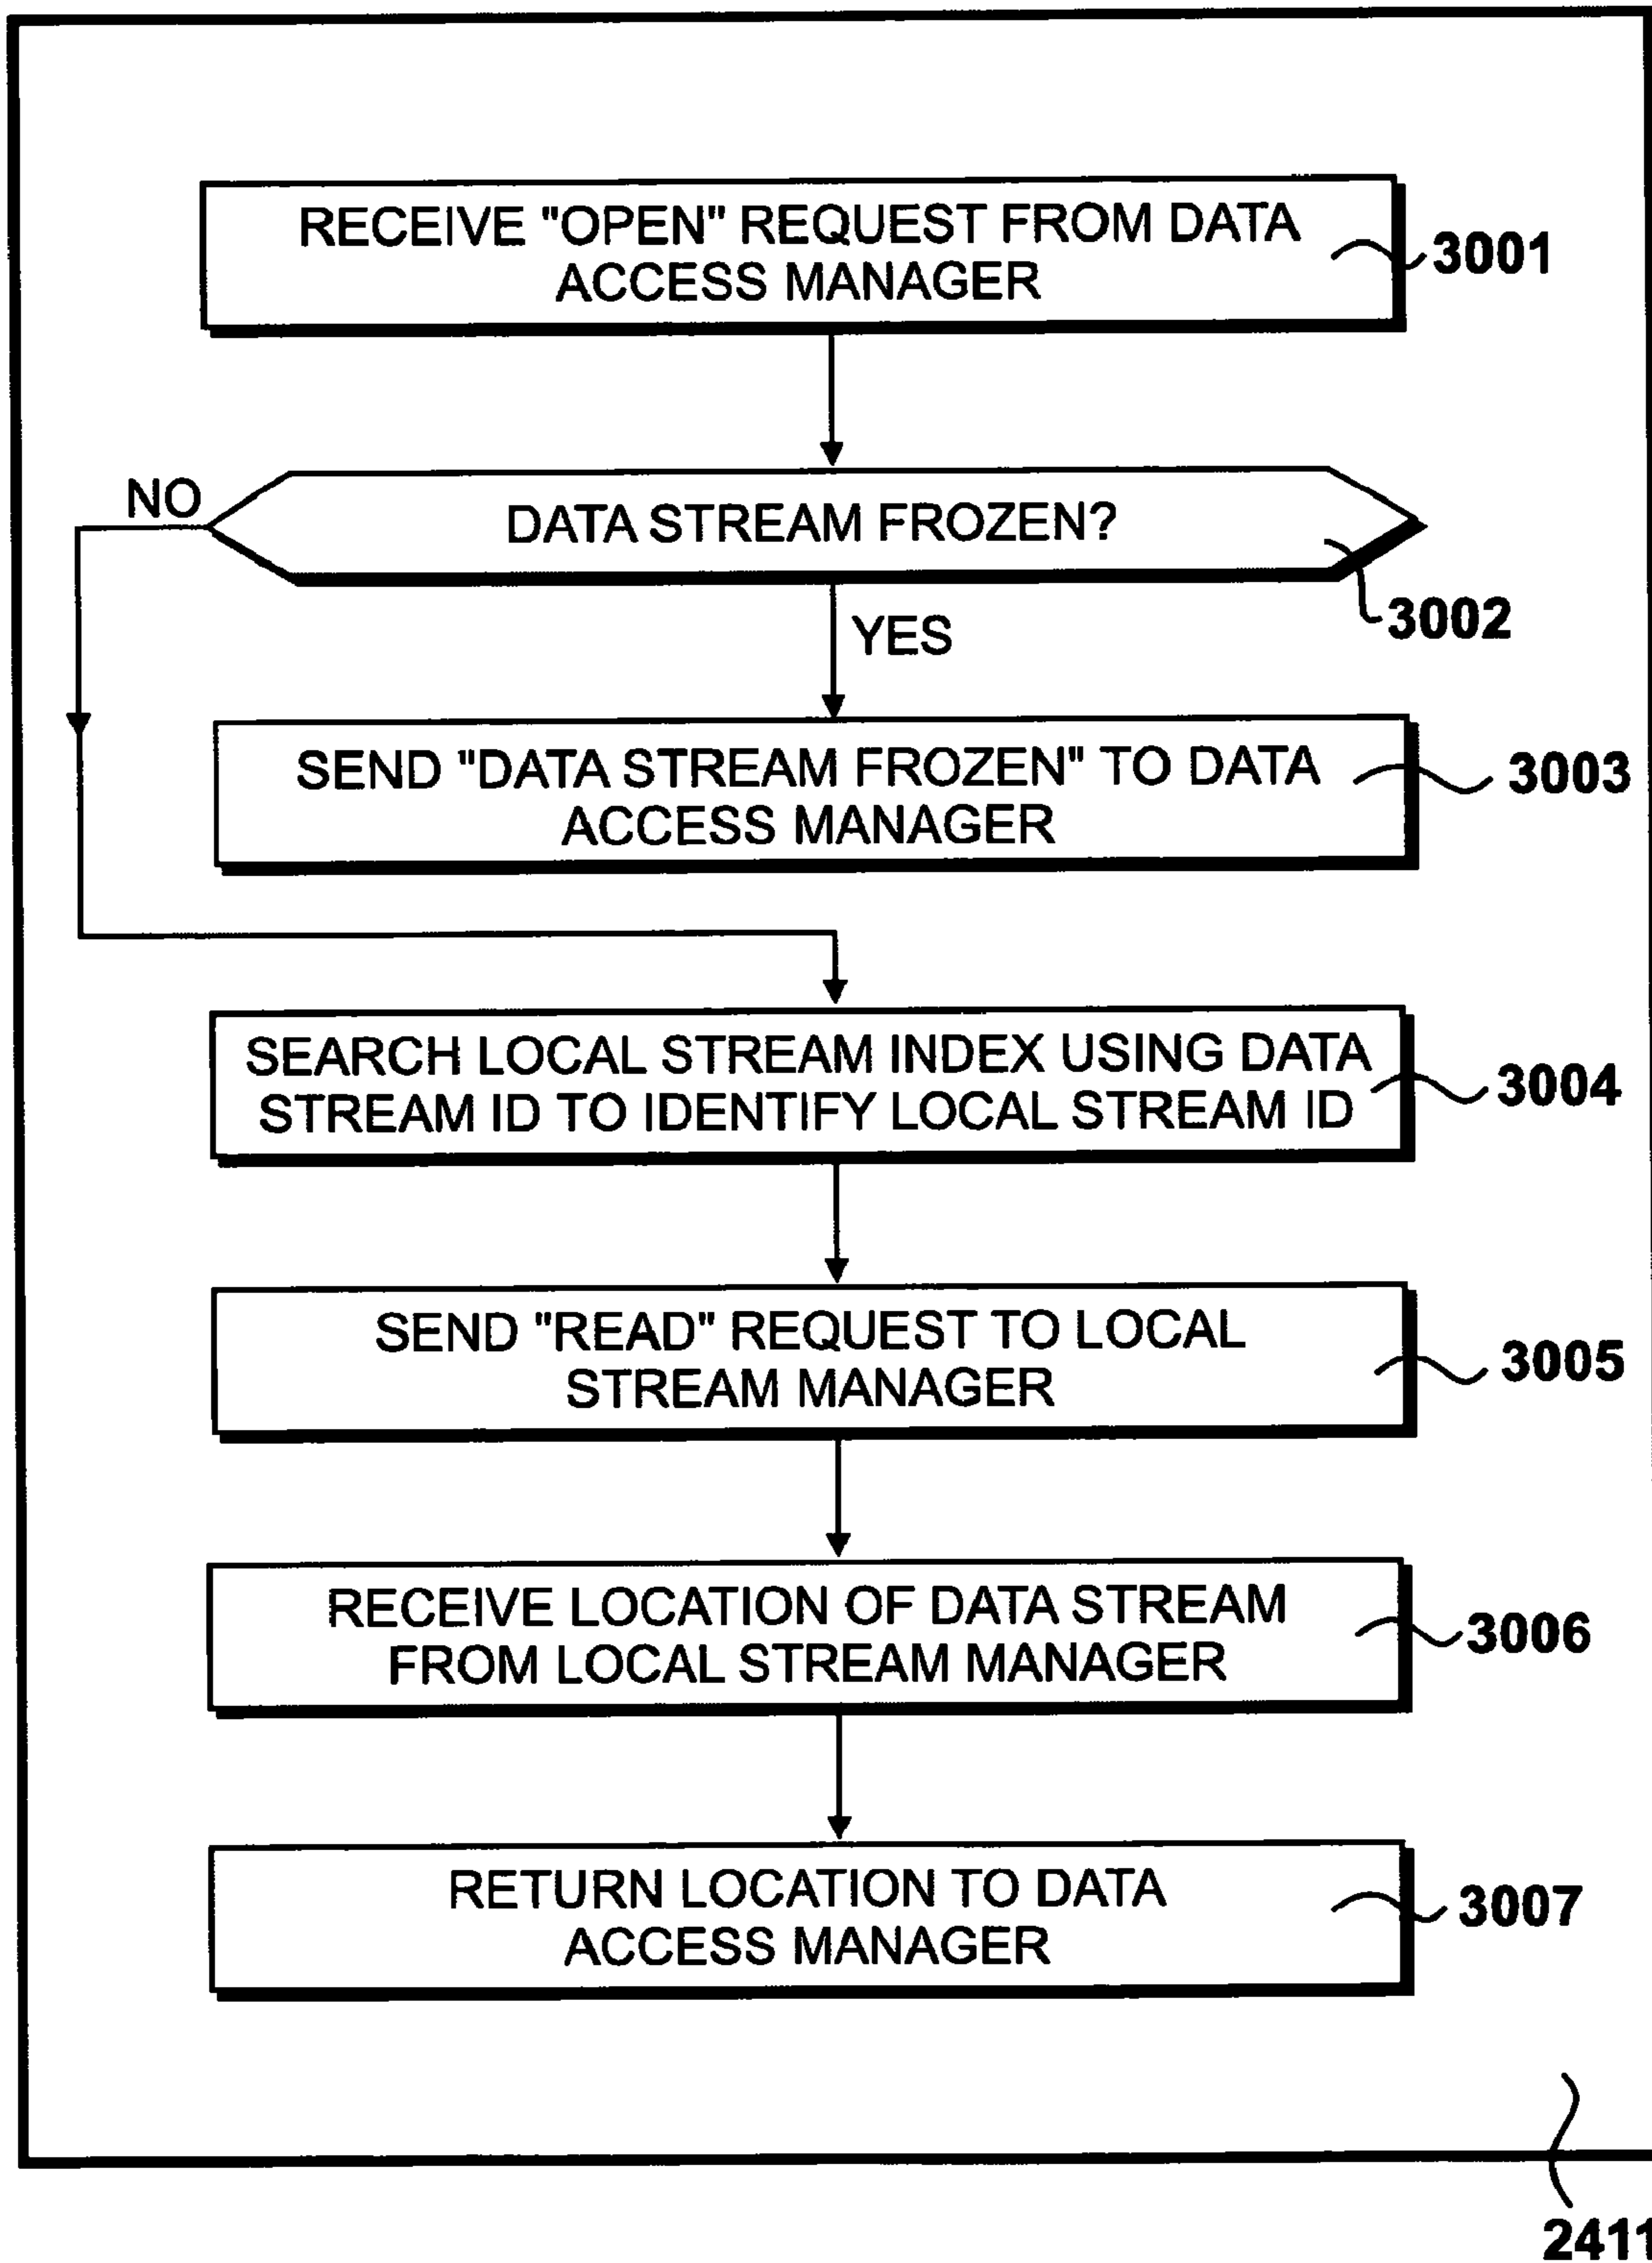 RECEIVE "OPEN" REQUEST FROM DATA
ACCESS MANAGER
3001
NO
DATA STREAM FROZEN?
3002
YES
SEND "DATA STREAM FROZEN" TO DATA
ACCESS MANAGER
3003
SEARCH LOCAL STREAM INDEX USING DATA
STREAM ID TO IDENTIFY LOCAL STREAM ID
3004
SEND "READ" REQUEST TO LOCAL
STREAM MANAGER
3005
RECEIVE LOCATION OF DATA STREAM
FROM LOCAL STREAM MANAGER
3006
RETURN LOCATION TO DATA
ACCESS MANAGER
3007
2411